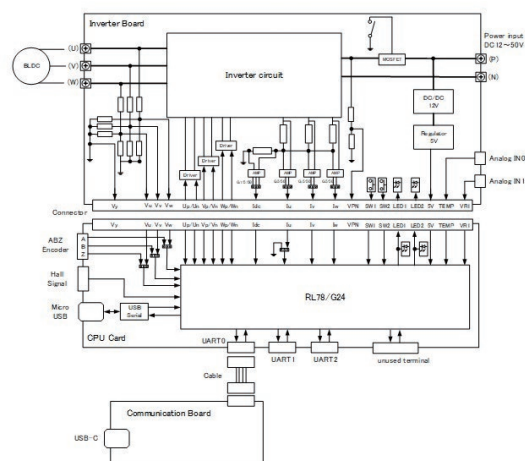 Inverter Board
Power input
DC 12~50V
BLDC
(U)
(V)
(W)
Inverter circuit
MOSFET
(P)
(N)
DC/DC
12V
Regulator
5V
Driver
Driver
Driver
AMP
AMP
AMP
AMP
Analog IN0
Analog IN1
Connector
Vu Vv Vw Up/Un Vp/Vn Wp/Wn Idc Iu Iv Iw VPN SW1 SW2 LED1 LED2 5V TEMP VR1
Vu Vv Vw Up/Un Vp/Vn Wp/Wn Idc Iu Iv Iw VPN SW1 SW2 LED1 LED2 5V TEMP VR1
ABZ
Encoder
A
B
Z
Hall
Signal
Micro
USB
USB
Serial
RL78/G24
CPU Card
UART0
UART1
UART2
unused terminal
Cable
Communication Board
USB-C